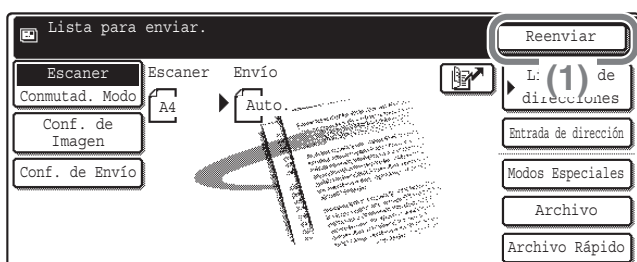 Lista para enviar.
Reenviar
Escaner
Conmutad. Modo
Escaner
A4
Envío
Auto.
(1)
de
direcciones
Conf. de
Imagen
Entrada de dirección
Conf. de Envío
Modos Especiales
Archivo
Archivo Rápido